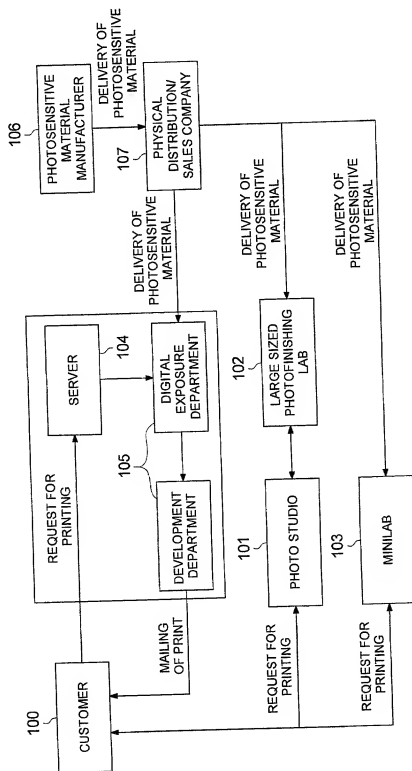 106
PHOTOSENSITIVE
MATERIAL
MANUFACTURER
DELIVERY OF
PHOTOSENSITIVE
MATERIAL
107
PHYSICAL
DISTRIBUTION/
SALES COMPANY
DELIVERY OF
PHOTOSENSITIVE
MATERIAL
DELIVERY OF
PHOTOSENSITIVE
MATERIAL
DELIVERY OF
PHOTOSENSITIVE
MATERIAL
104
SERVER
DIGITAL
EXPOSURE
DEPARTMENT
105
DEVELOPMENT
DEPARTMENT
102
LARGE SIZED
PHOTOFINISHING
LAB
101
PHOTO STUDIO
103
MINILAB
REQUEST FOR
PRINTING
MAILING
OF PRINT
REQUEST FOR
PRINTING
REQUEST FOR
PRINTING
100
CUSTOMER